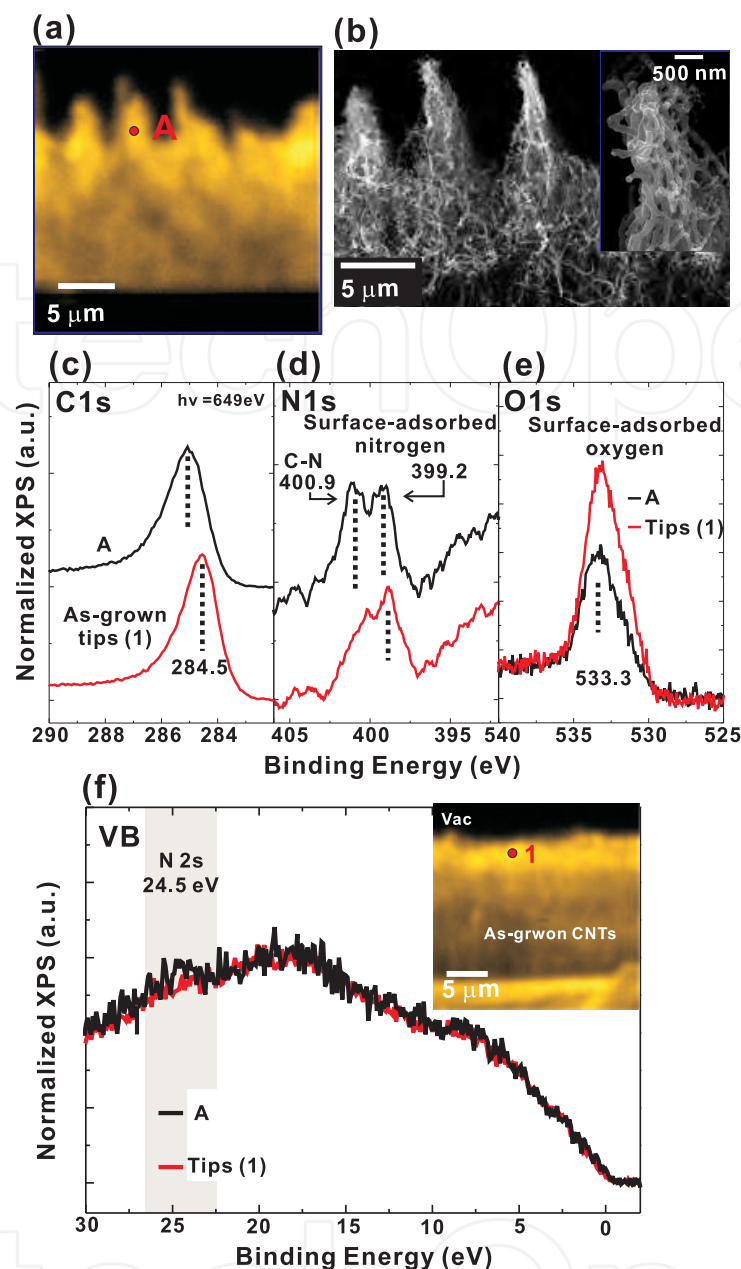 (a)
A
5 μm
(b)
500 nm
5 μm
(c)
C1s
hν =649eV
A
As-grown
tips (1)
284.5
290 288 286 284
(d)
N1s
Surface-adsorbed
nitrogen
C-N
400.9
399.2
405 400 395
(e)
O1s
Surface-adsorbed
oxygen
A
Tips (1)
533.3
540 535 530 525
Normalized XPS (a.u.)
Binding Energy (eV)
(f)
VB
N 2s
24.5 eV
Vac
1
As-grwon CNTs
5 μm
A
Tips (1)
30 25 20 15 10 5 0
Normalized XPS (a.u.)
Binding Energy (eV)